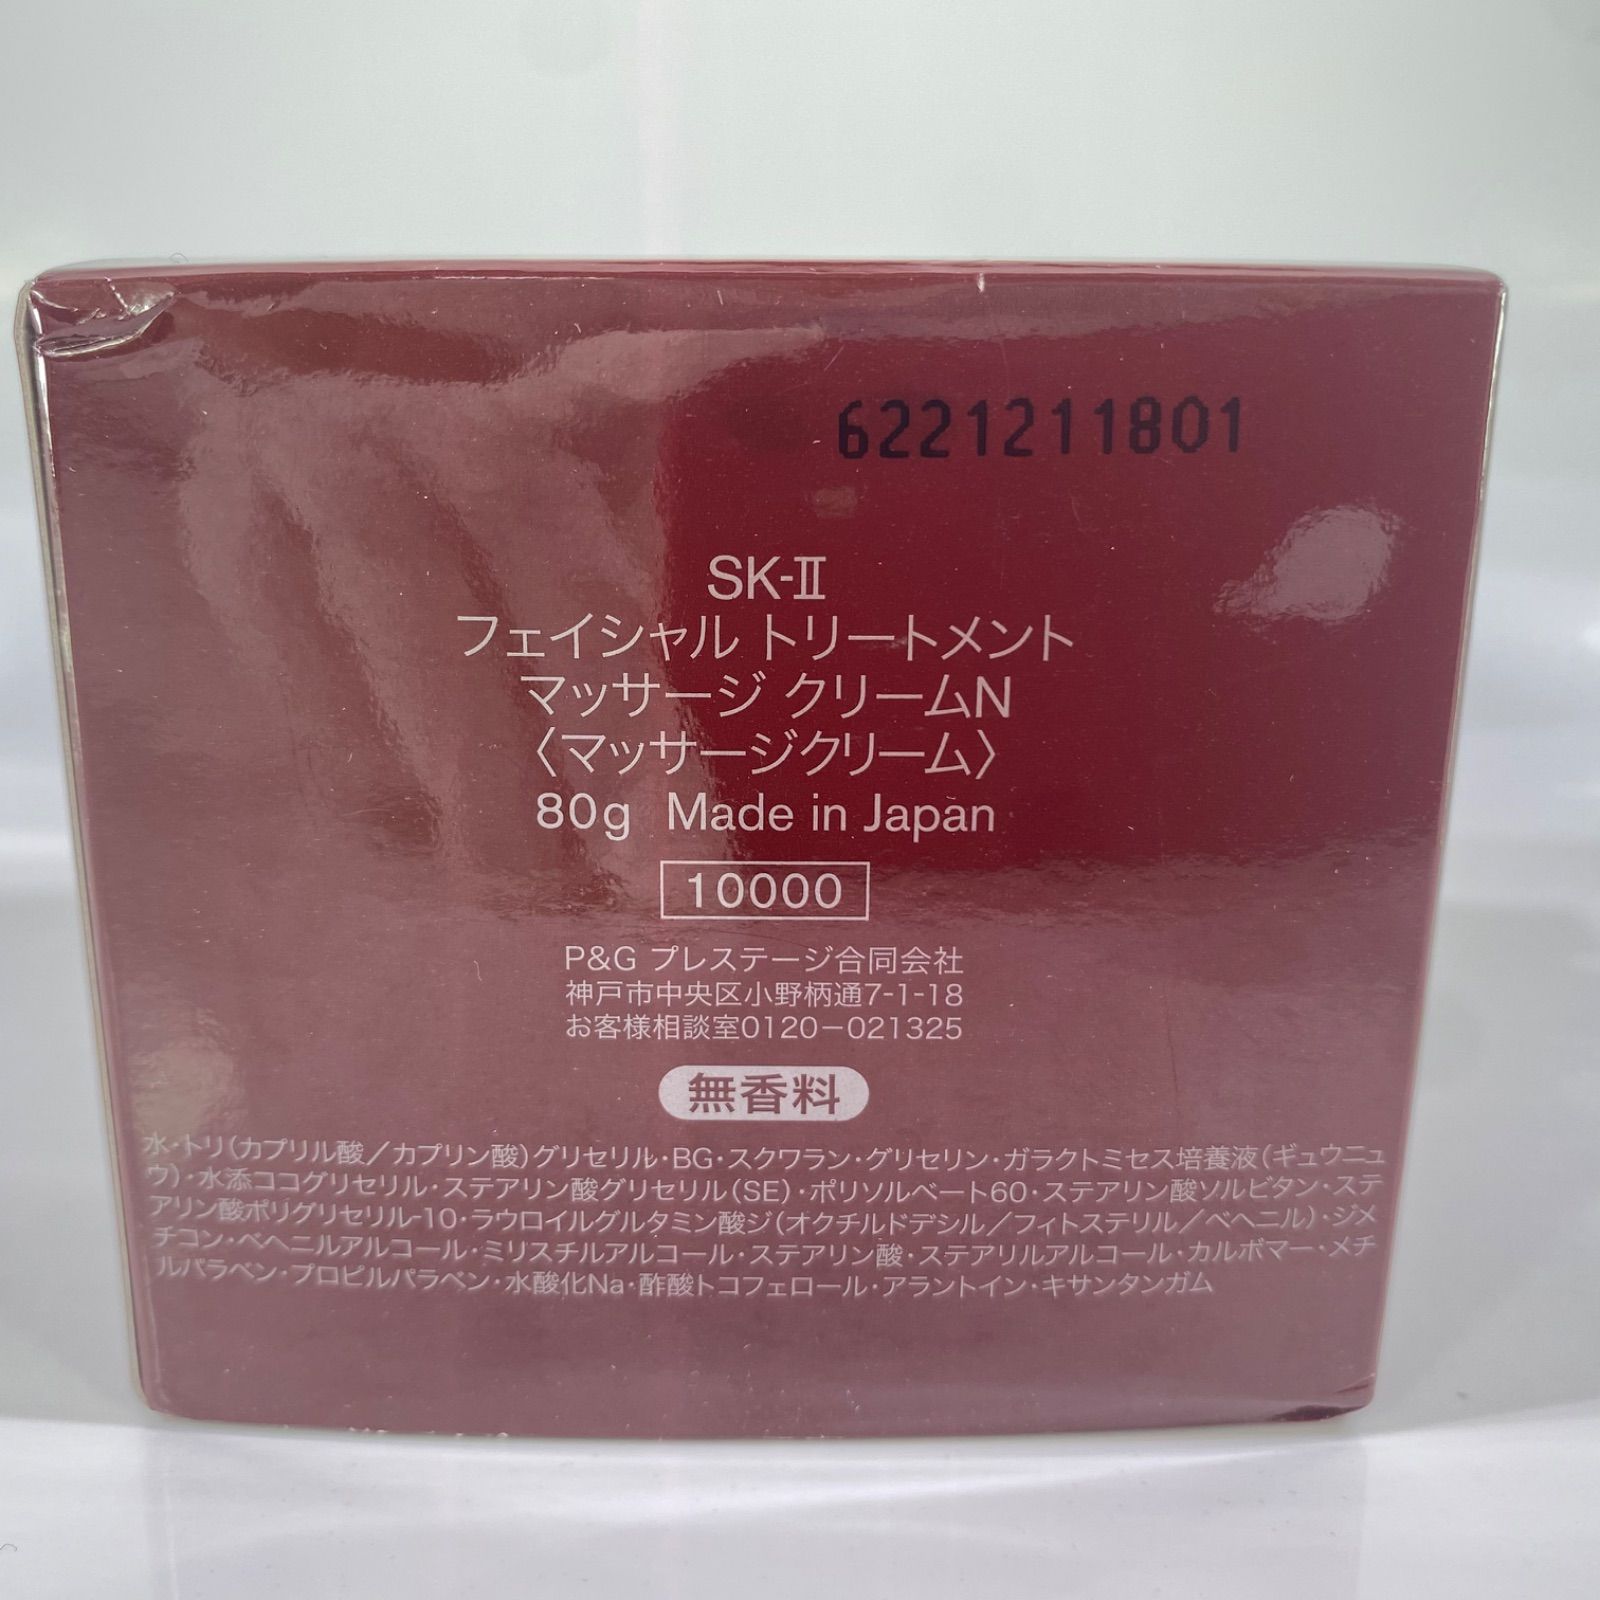 6221211801
SK-Ⅱ
フェイシャル トリートメント
マッサージ クリームN
〈マッサージクリーム〉
80g Made in Japan
10000
P&G プレステージ合同会社
神戸市中央区小野柄通7-1-18
お客様相談室0120-021325
無香料
水・トリ(カプリル酸/カプリン酸)グリセリル・BG・スクワラン・グリセリン・ガラクトミセス培養液(ギュウニュ
ウ)・水添ココグリセリル・ステアリン酸グリセリル(SE)・ポリソルベート60・ステアリン酸ソルビタン・ステ
アリン酸ポリグリセリル-10・ラウロイルグルタミン酸ジ(オクチルドデシル/フィトステリル/ベヘニル)・ジメ
チコン・ベヘニルアルコール・ミリスチルアルコール・ステアリン酸・ステアリルアルコール・カルボマー・メチ
ルパラベン・プロピルパラベン・水酸化Na・酢酸トコフェロール・アラントイン・キサンタンガム